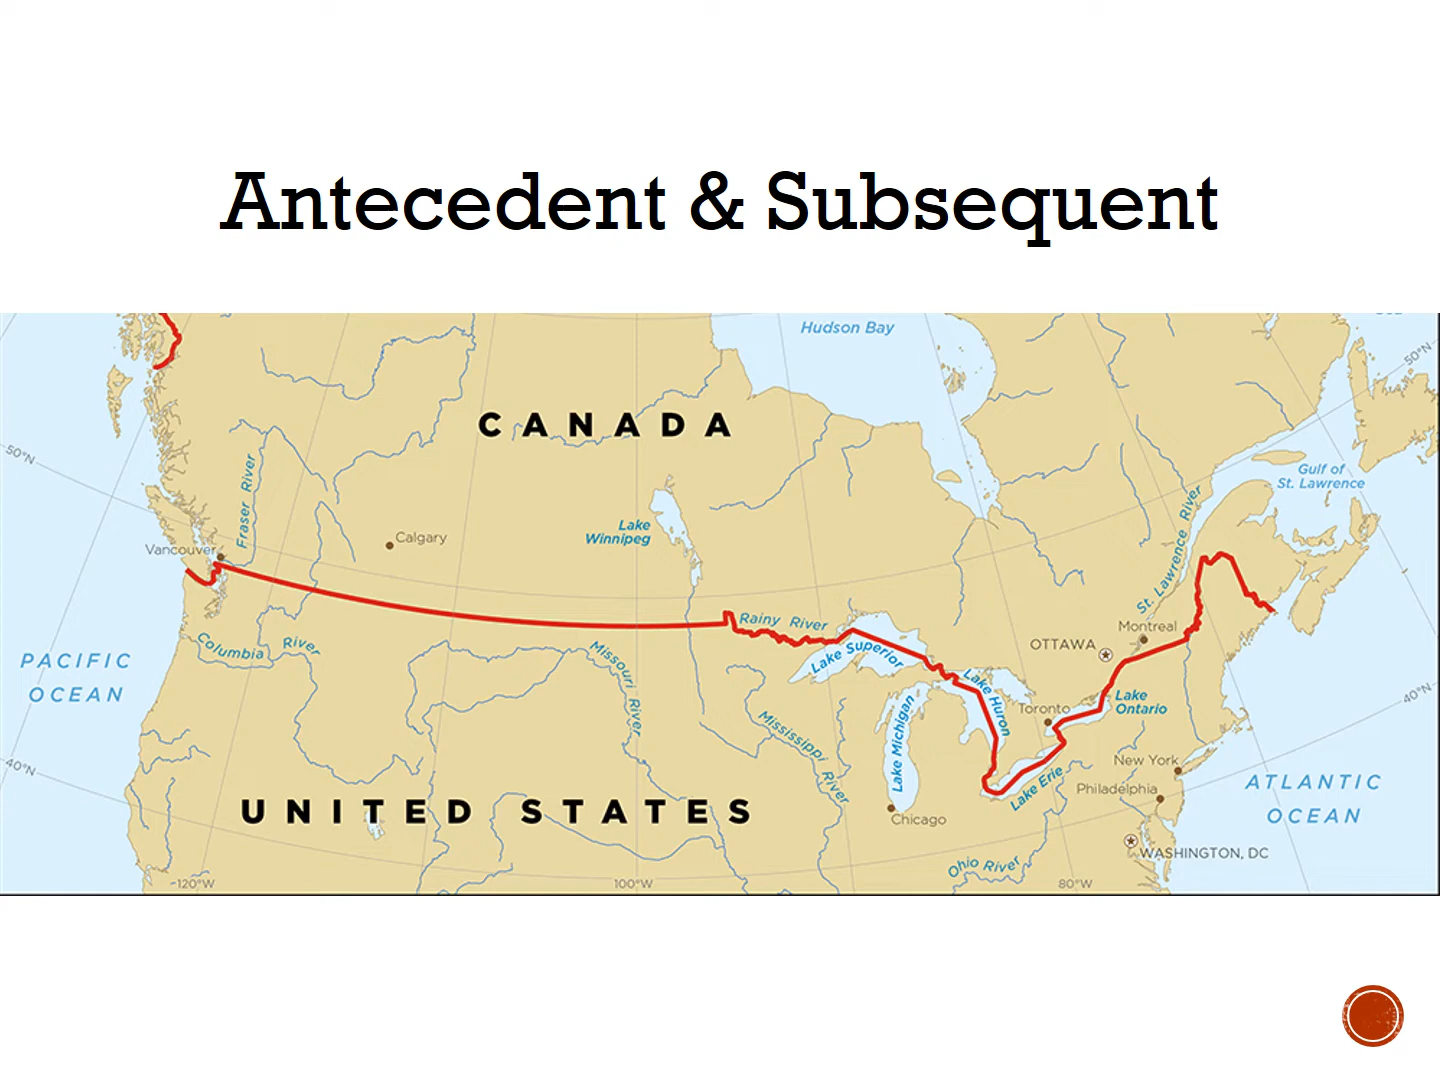 Antecedent & Subsequent
Hudson Bay
50°N
CANADA
50°N
Gulf of
St. Lawrence
Fraser River
St. Lawrence River
Lake
Winnipeg
Calgary
Vancouver
Rainy River
Montreal
OTTAWA
Columbia River
Missouri River
Lake Superior
Lake Huron
PACIFIC
OCEAN
Lake Michigan
Toronto
Lake
Ontario
40°N
Mississippi River
40°N
New York
Lake Erie
Philadelphia
ATLANTIC
OCEAN
UNITED STATES
Chicago
WASHINGTON, DC
Ohio River
120°W
100°W
80°W